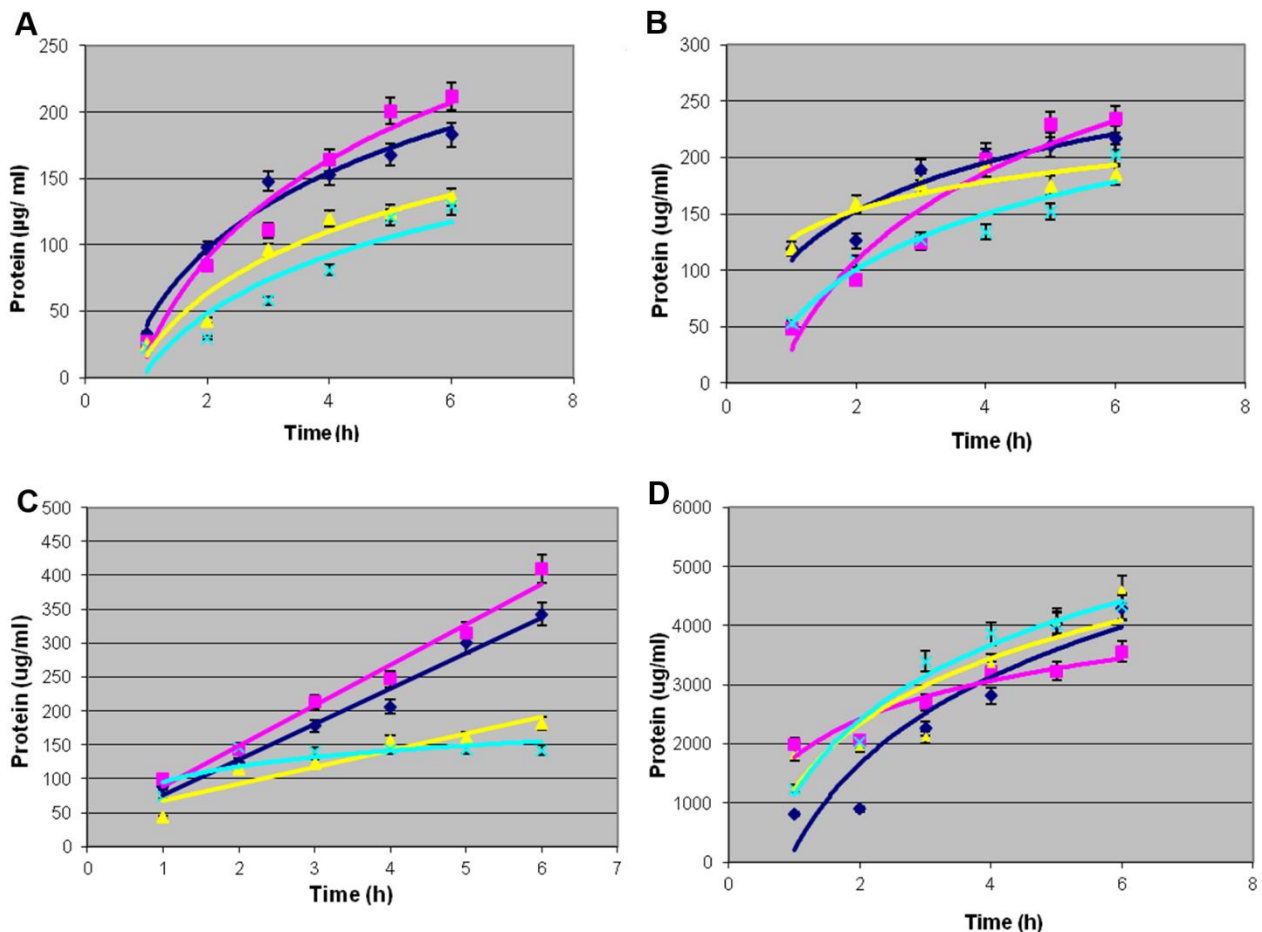 A
250
200
150
100
50
0
Protein (µg/ ml)
0 2 4 6 8
Time (h)
B
300
250
200
150
100
50
0
Protein (ug/ml)
0 2 4 6 8
Time (h)
C
500
450
400
350
300
250
200
150
100
50
0
Protein (ug/ml)
0 1 2 3 4 5 6 7
Time (h)
D
6000
5000
4000
3000
2000
1000
0
Protein (ug/ml)
0 2 4 6 8
Time (h)